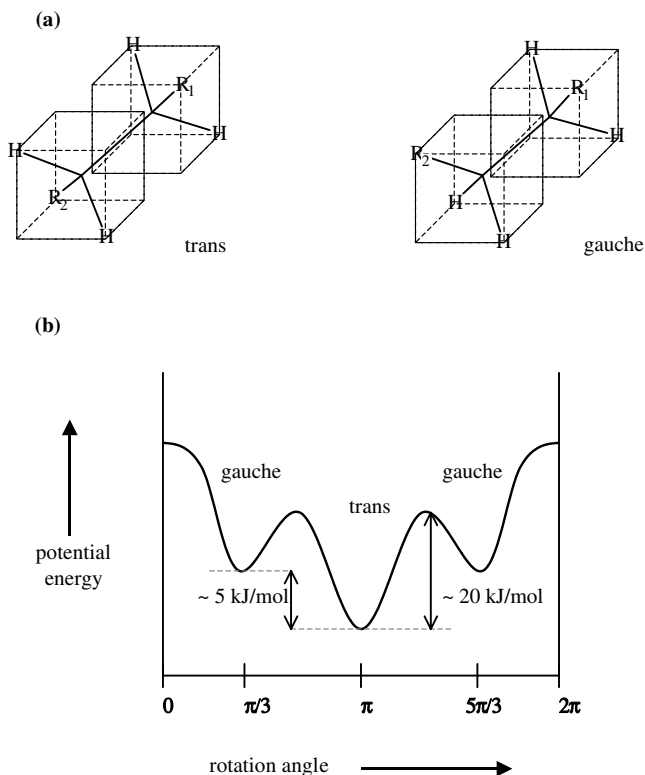 (a)
H
R1
H
H
R2
H
trans
H
R1
H
R2
H
H
gauche
(b)
gauche
gauche
trans
potential
energy
~ 5 kJ/mol
~ 20 kJ/mol
0
π/3
π
5π/3
2π
rotation angle